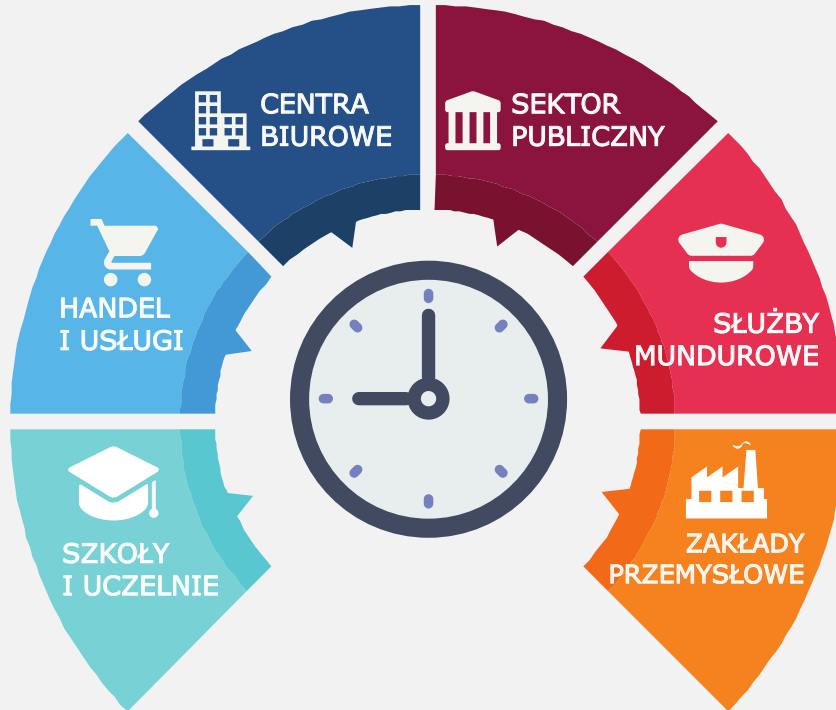 CENTRA
BIUROWE
SEKTOR
PUBLICZNY
HANDEL
I USŁUGI
SŁUŻBY
MUNDUROWE
SZKOŁY
I UCZELNIE
ZAKŁADY
PRZEMYSŁOWE